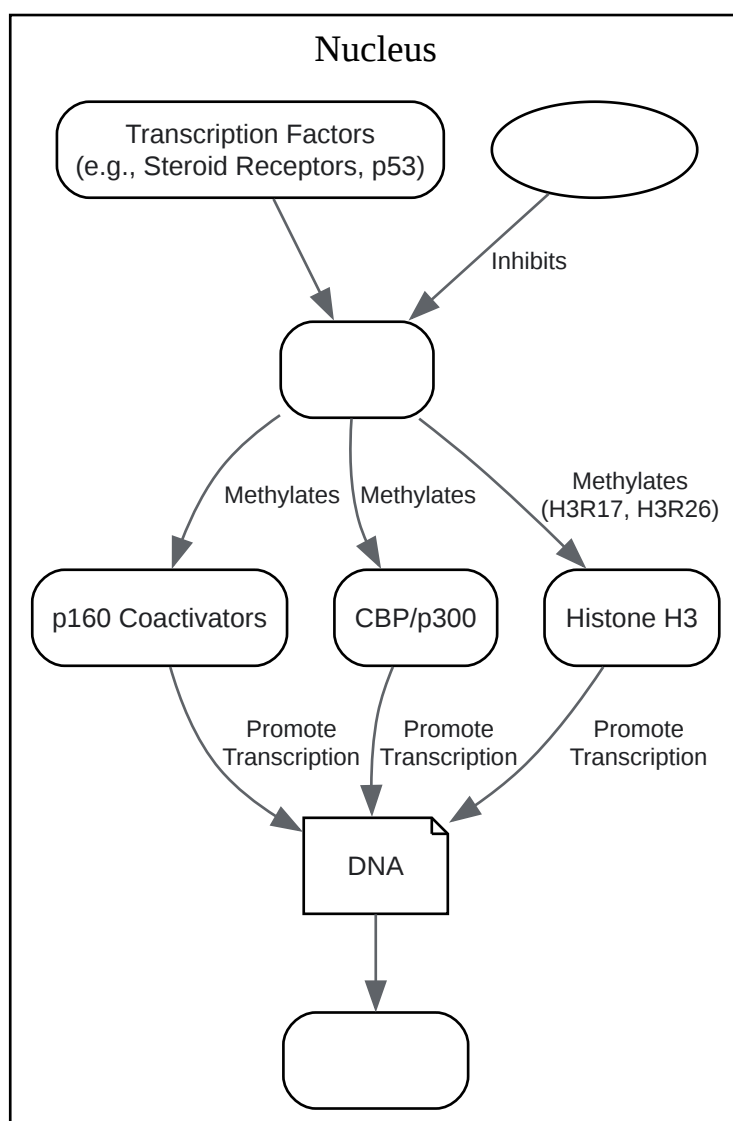 Nucleus
Transcription Factors
(e.g., Steroid Receptors, p53)
Inhibits
Methylates
Methylates
Methylates
(H3R17, H3R26)
p160 Coactivators
CBP/p300
Histone H3
Promote
Transcription
Promote
Transcription
Promote
Transcription
DNA